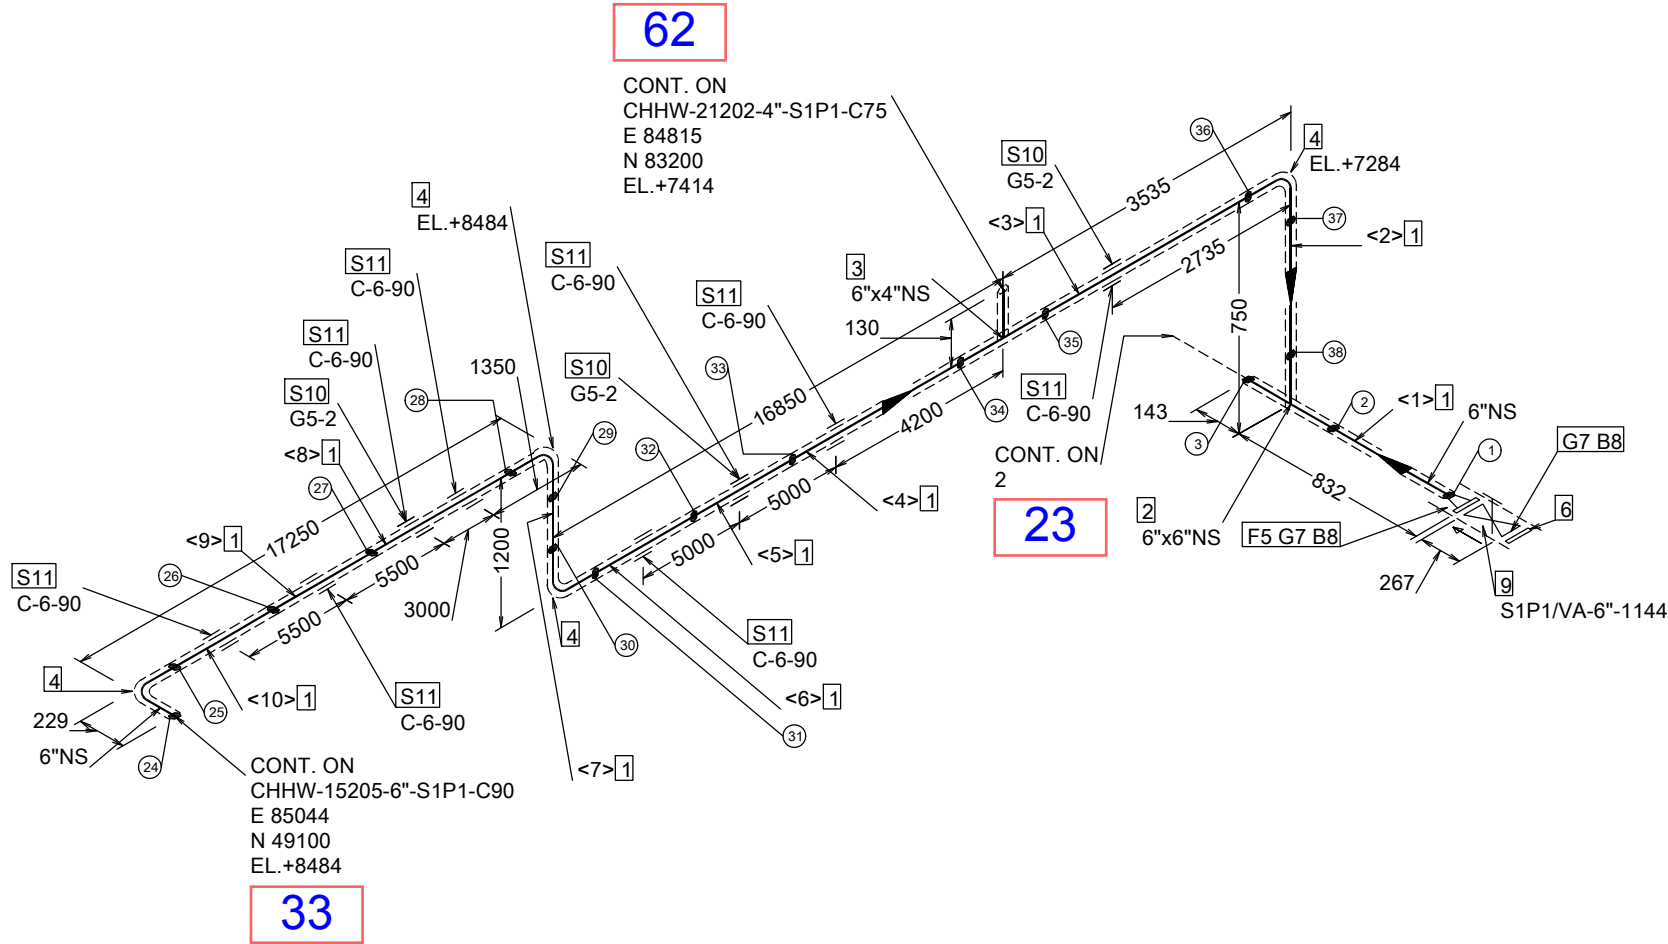 62
CONT. ON
CHHW-21202-4"-S1P1-C75
E 84815
N 83200
EL.+7414
36
4
EL.+7284
S10
G5-2
3535
<3>1
37
<2>1
2735
4
EL.+8484
S11
C-6-90
S11
C-6-90
3
6"x4"NS
S11
C-6-90
130
750
35
38
S11
C-6-90
1350
33
S10
G5-2
S10
G5-2
28
16850
34
S11
C-6-90
4200
143
3
2
<1>1
6"NS
1
G7 B8
CONT. ON
2
23
832
2
6"x6"NS
F5 G7 B8
6
267
9
S1P1/VA-6"-1144
<8>1
27
29
32
5000
<4>1
<9>1
17250
5500
1200
5000
<5>1
S11
C-6-90
26
3000
5500
4
30
S11
C-6-90
4
<10>1
25
S11
C-6-90
<6>1
31
229
6"NS
24
<7>1
CONT. ON
CHHW-15205-6"-S1P1-C90
E 85044
N 49100
EL.+8484
33